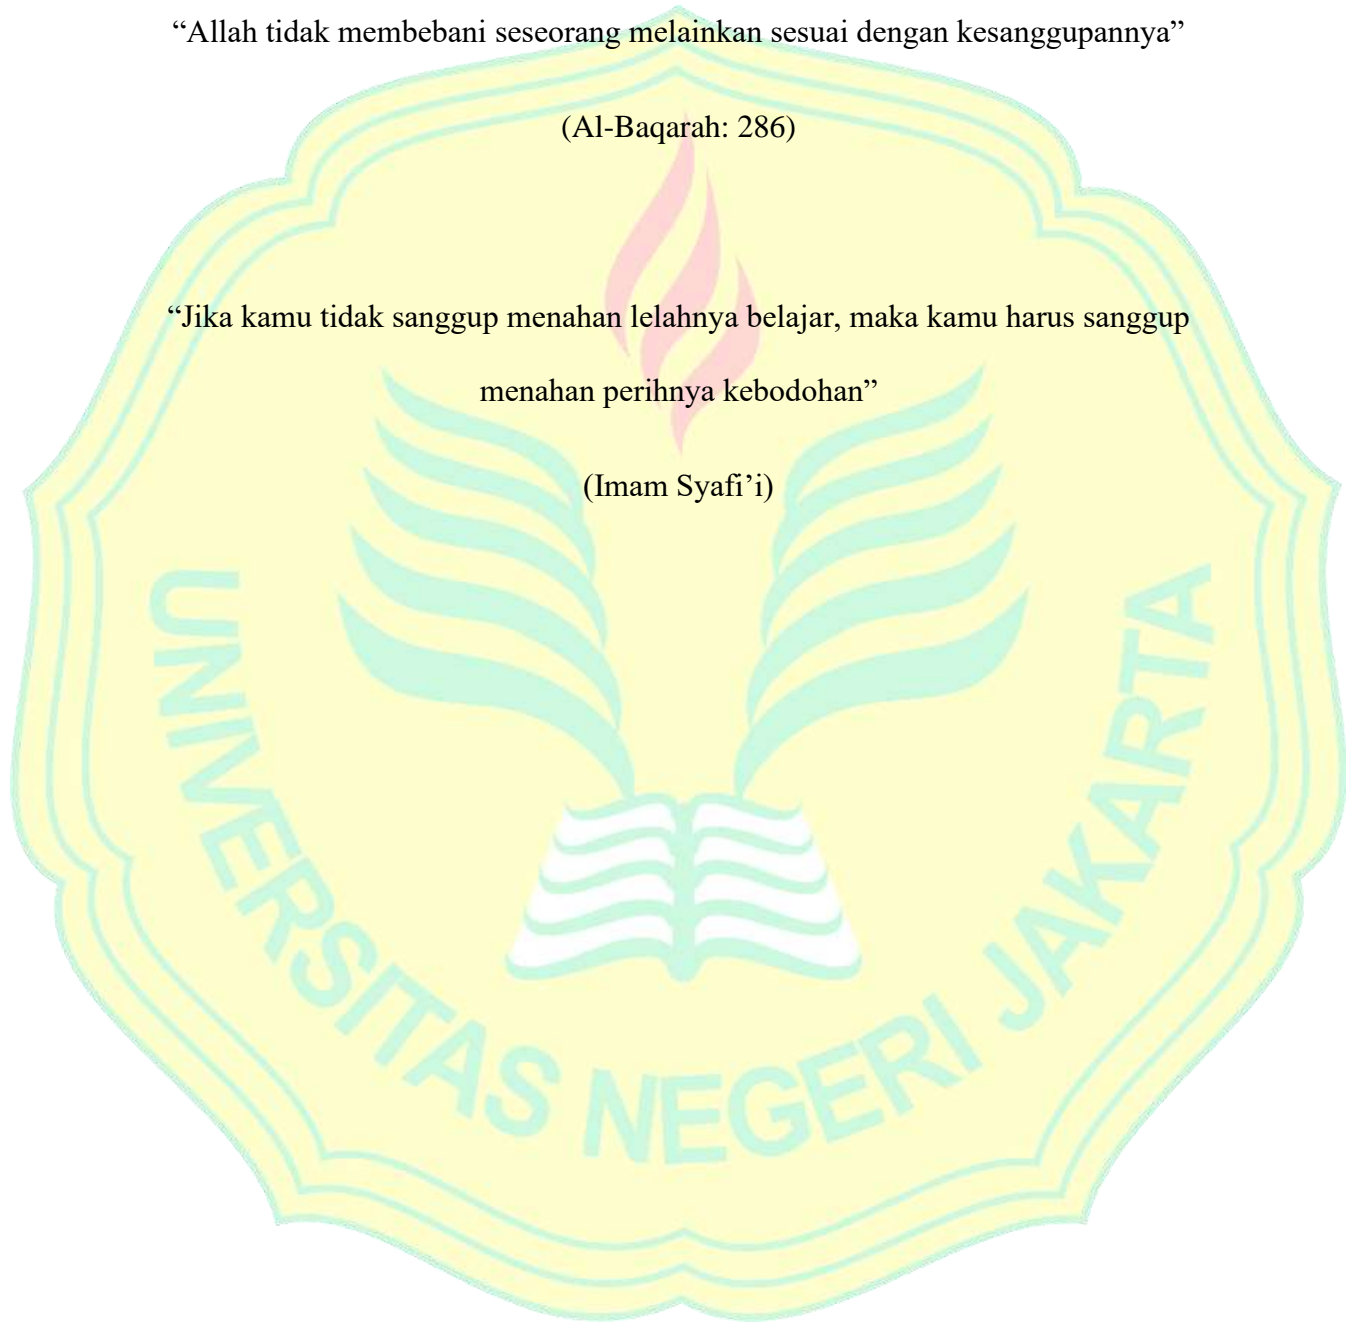 “Allah tidak membebani seseorang melainkan sesuai dengan kesanggupannya”
(Al-Baqarah: 286)
“Jika kamu tidak sanggup menahan lelahnya belajar, maka kamu harus sanggup
menahan perihnya kebodohan”
(Imam Syafi’i)
UNIVERSITAS NEGERI JAKARTA